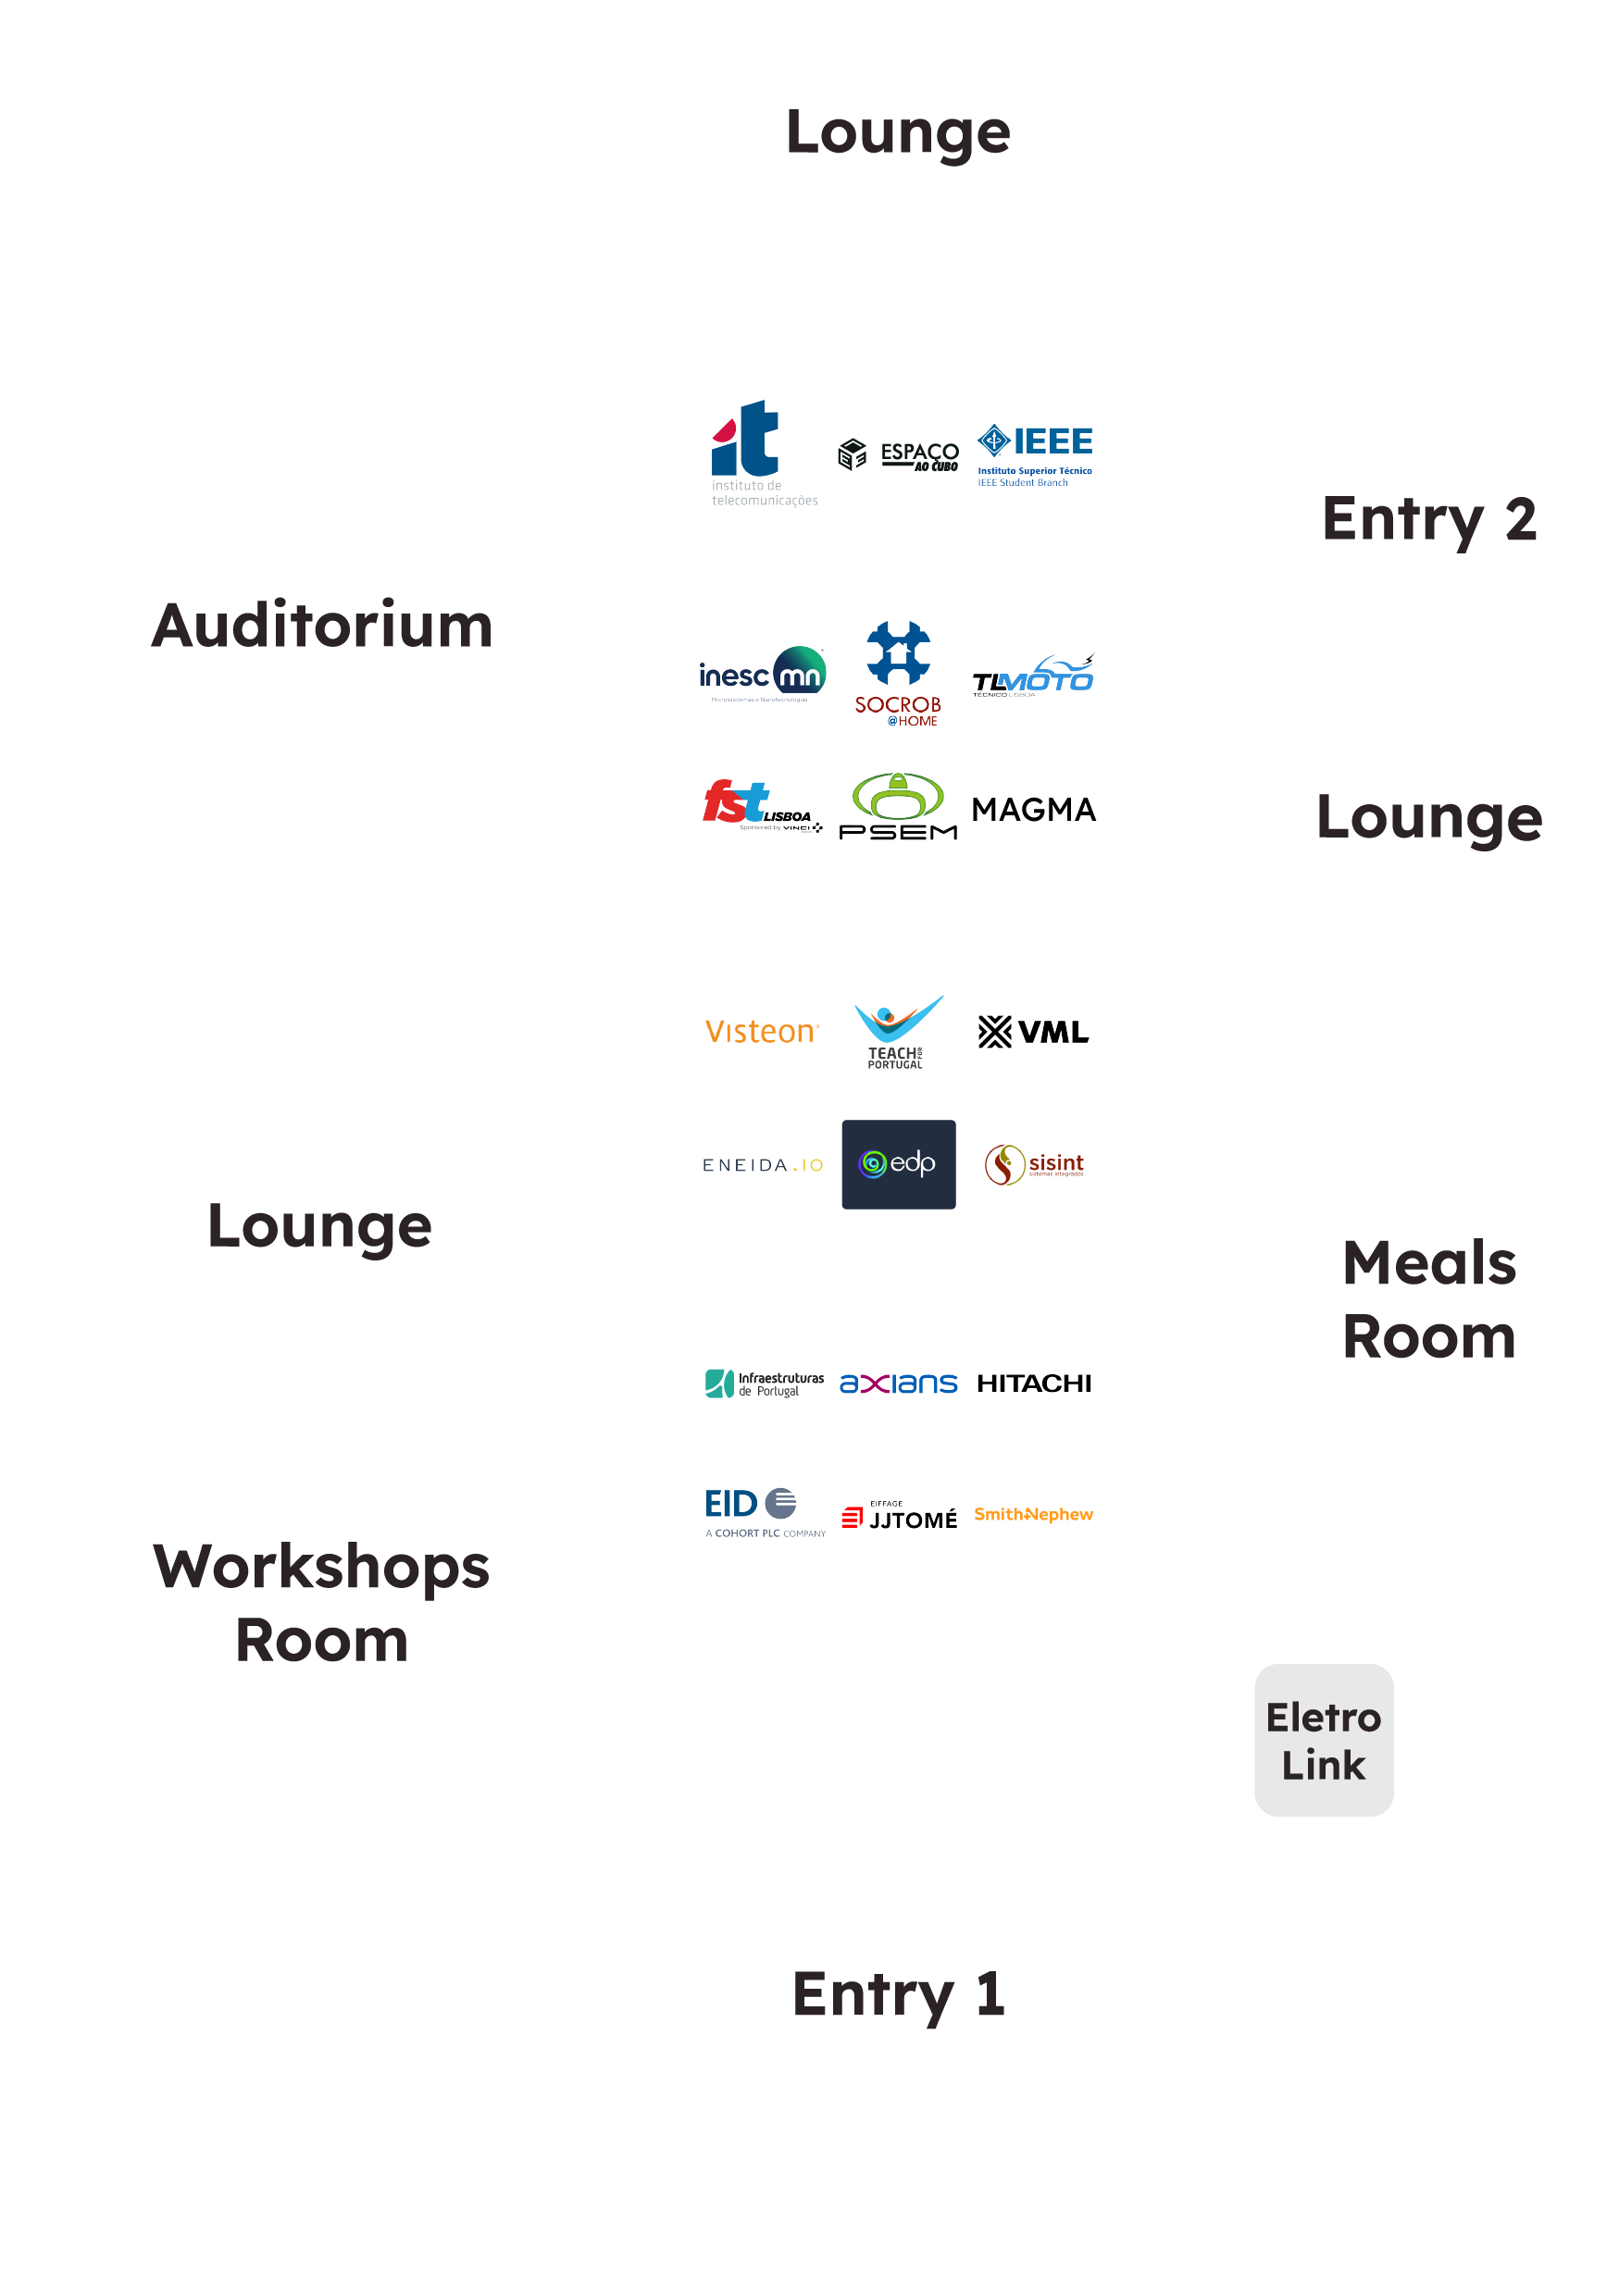 Lounge
it
instituto de
telecomunicações
ESPAÇO
AO CUBO
IEEE
Instituto Superior Técnico
IEEE Student Branch
Entry 2
Auditorium
inesc mn
Microsistemas e Nanotecnologias
SOCROB
@HOME
TLMOTO
TÉCNICO LISBOA
fst LISBOA
Sponsored by VINCI
PSEM
MAGMA
Lounge
Visteon
TEACH FOR
PORTUGAL
VML
ENEIDA.IO
edp
sisint
sistemas integrados
Lounge
Meals
Room
Infraestruturas
de Portugal
axians
HITACHI
EID
A COHORT PLC COMPANY
EIFFAGE
JJTOMÉ
Smith+Nephew
Workshops
Room
Eletro
Link
Entry 1